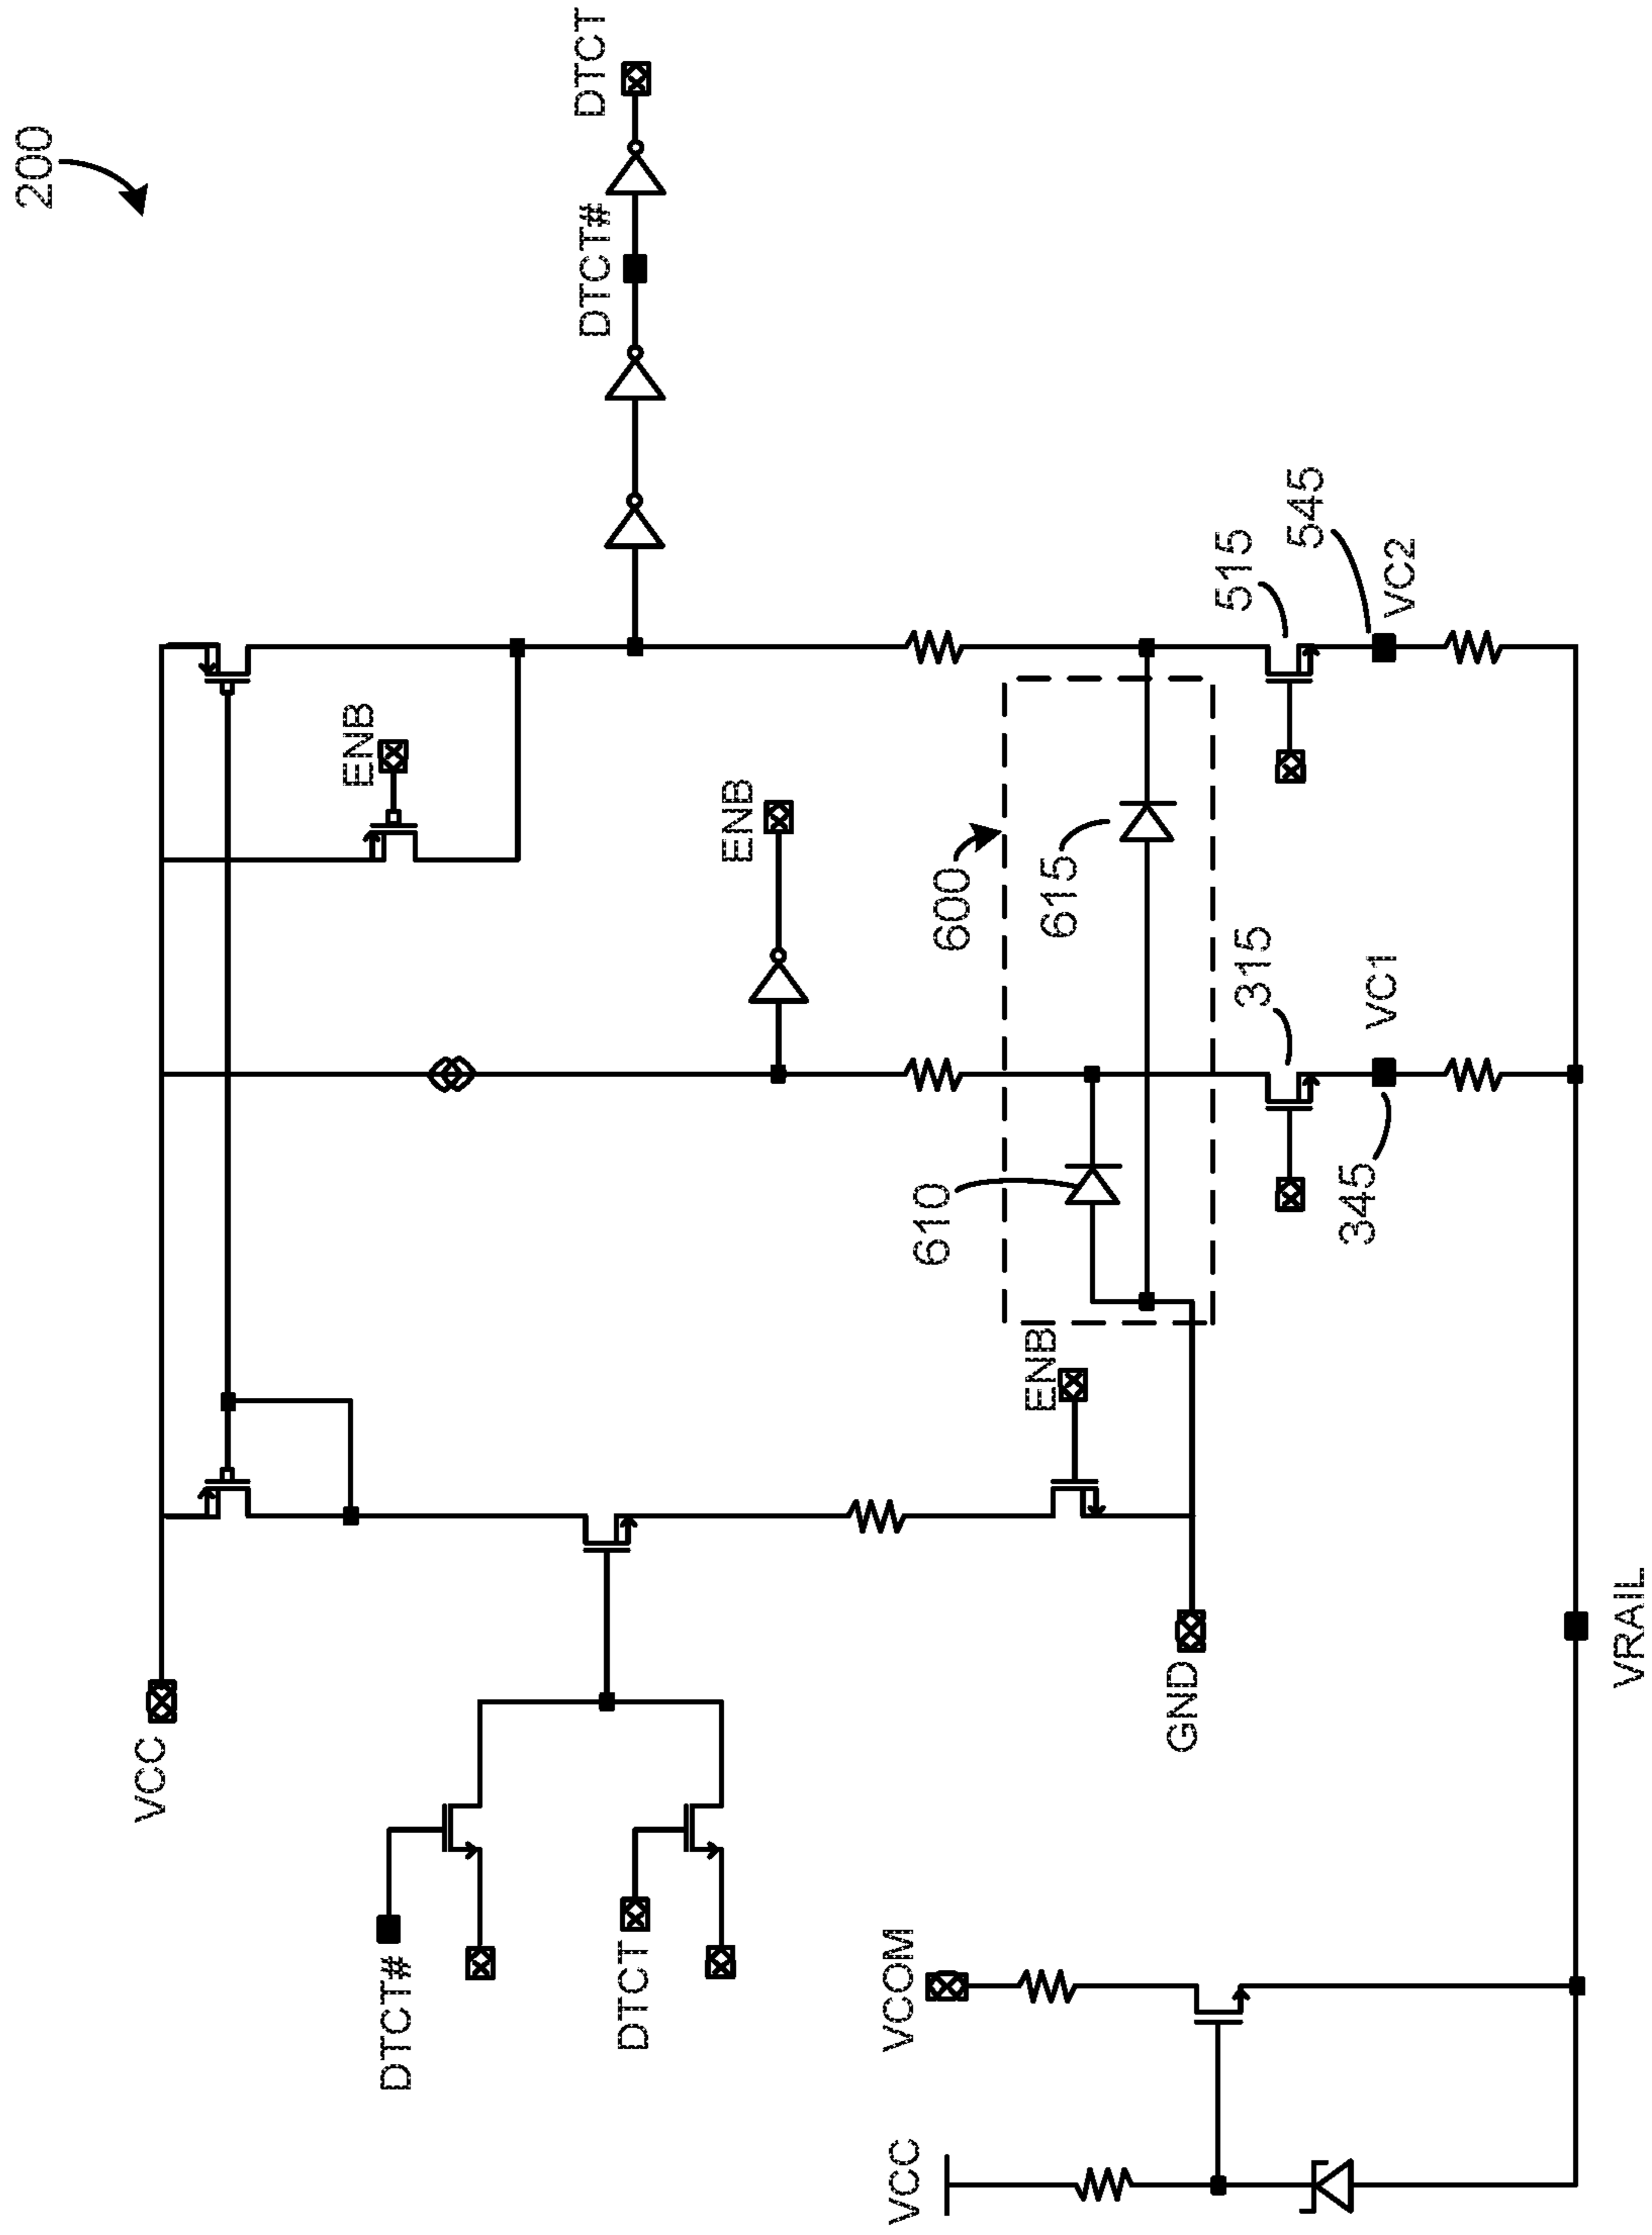 200
DTCT
DTCT#
ENB
ENB
600
615
610
515
545
VC2
315
VC1
345
ENB
VCC
GND
VRAIL
DTCT#
DTCT
VCOM
VCC